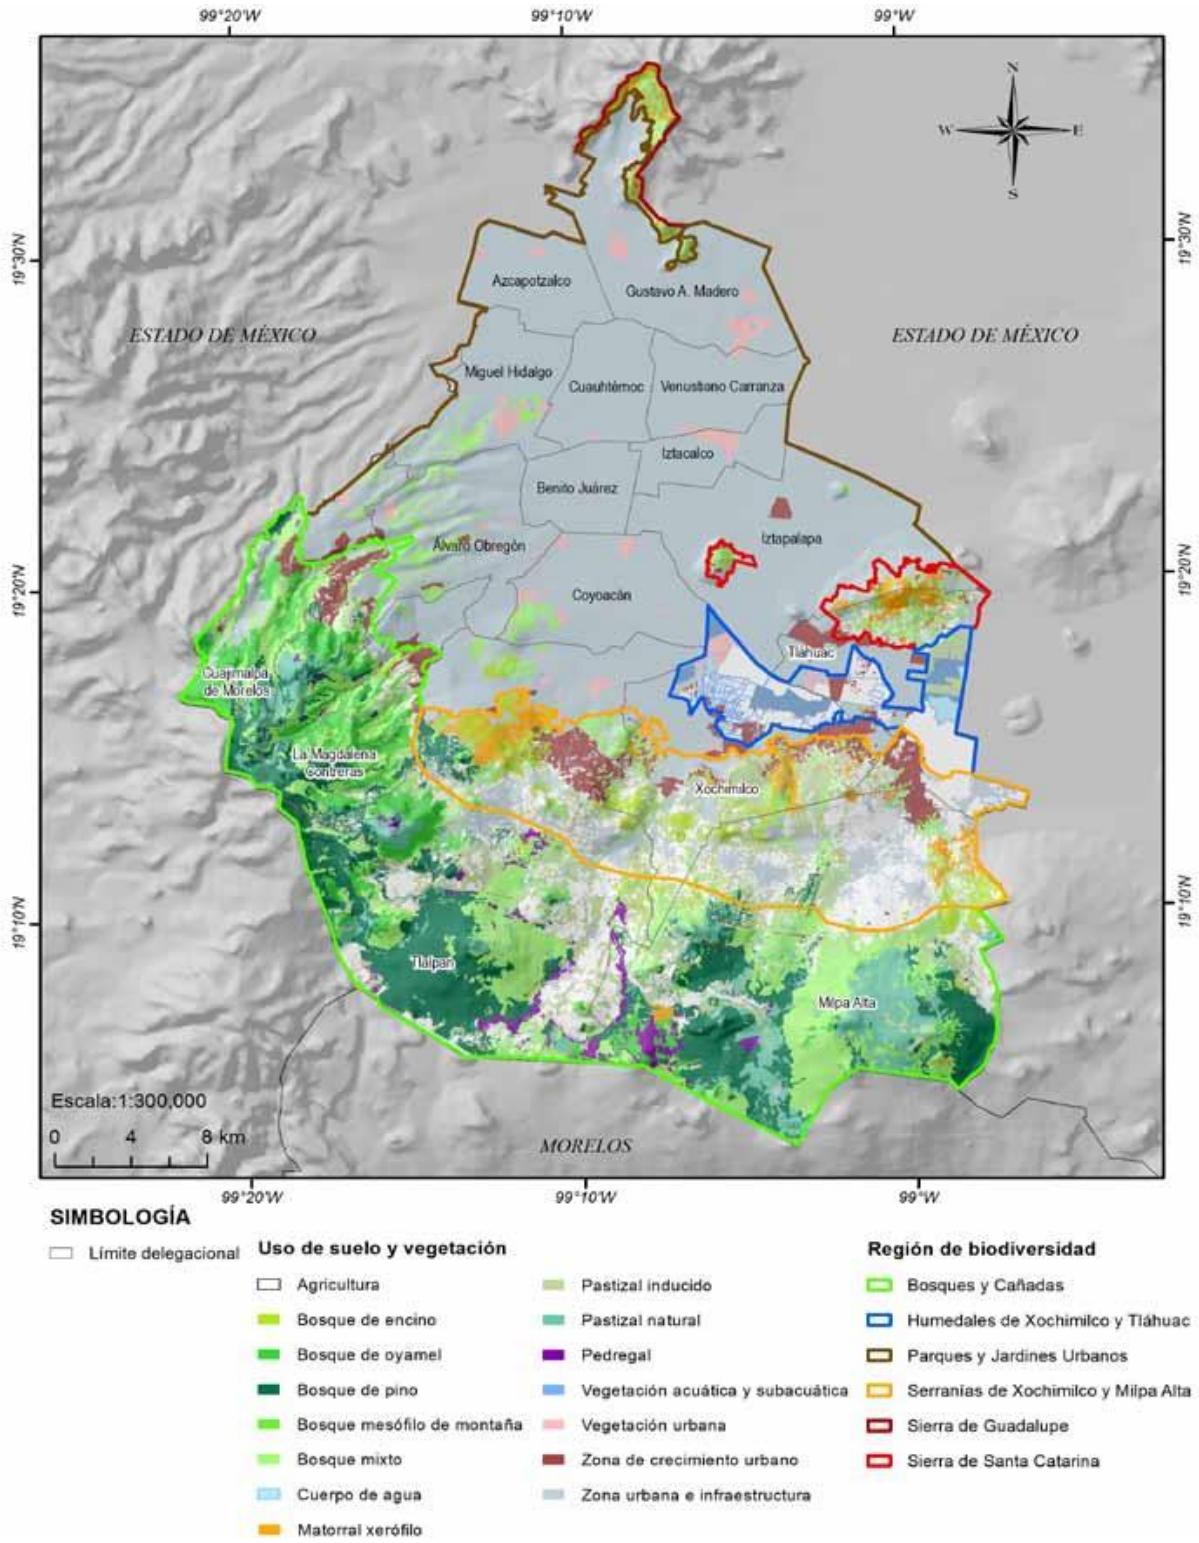 99°20'W 99°10'W 99°W
N
W E
S
19°30'N 19°30'N
Azcapotzalco
Gustavo A. Madero
ESTADO DE MÉXICO ESTADO DE MÉXICO
Miguel Hidalgo
Cuauhtémoc Venustiano Carranza
Iztacalco
Benito Juárez
Iztapalapa
Álvaro Obregón
19°20'N 19°20'N
Coyoacán
Tláhuac
Cuajimalpa
de Morelos
La Magdalena
Contreras
Xochimilco
19°10'N 19°10'N
Tlalpan
Milpa Alta
Escala:1:300,000
0 4 8 km
MORELOS
99°20'W 99°10'W 99°W
SIMBOLOGÍA
Límite delegacional
Uso de suelo y vegetación
Agricultura
Bosque de encino
Bosque de oyamel
Bosque de pino
Bosque mesófilo de montaña
Bosque mixto
Cuerpo de agua
Matorral xerófilo
Pastizal inducido
Pastizal natural
Pedregal
Vegetación acuática y subacuática
Vegetación urbana
Zona de crecimiento urbano
Zona urbana e infraestructura
Región de biodiversidad
Bosques y Cañadas
Humedales de Xochimilco y Tláhuac
Parques y Jardines Urbanos
Serranías de Xochimilco y Milpa Alta
Sierra de Guadalupe
Sierra de Santa Catarina